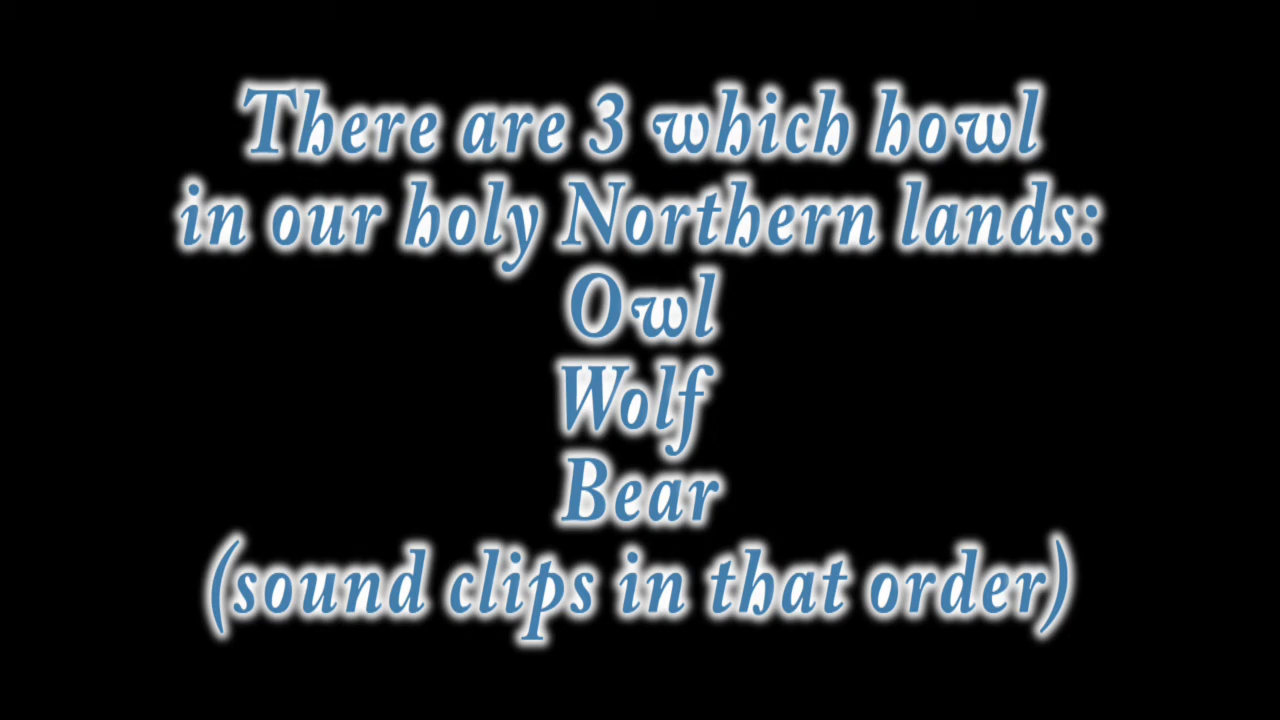 There are 3 which howl
in our holy Northern lands:
Owl
Wolf
Bear
(sound clips in that order)